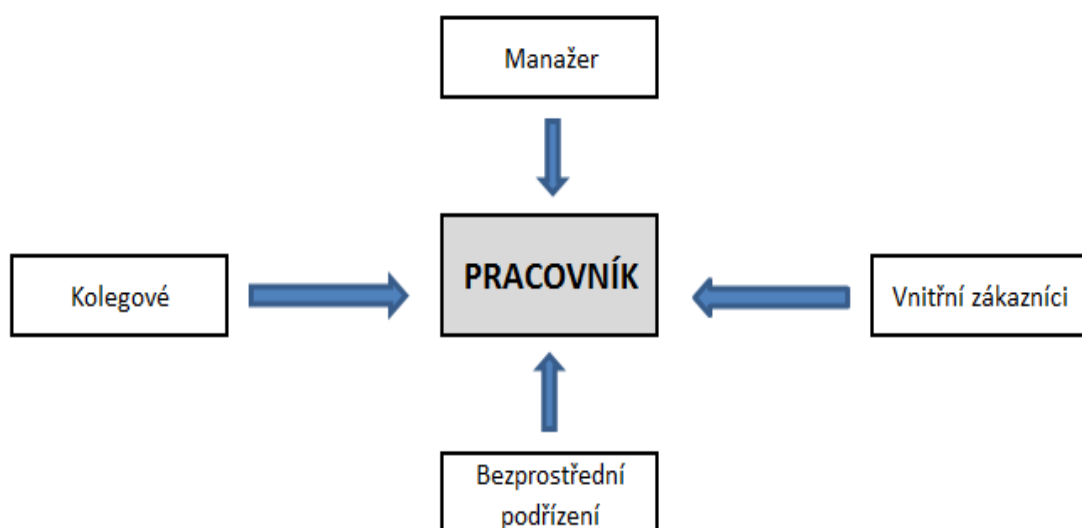 Manažer
Kolegové
PRACOVNÍK
Vnitřní zákazníci
Bezprostřední
podřízení